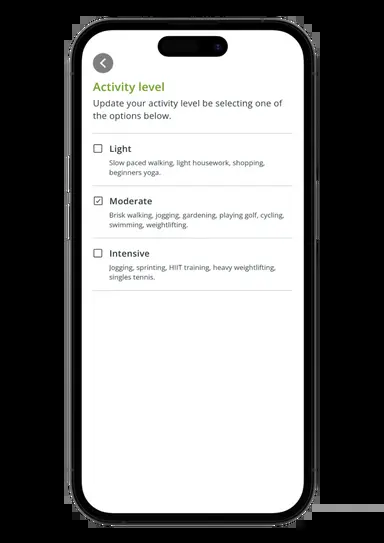 Activity level
Update your activity level be selecting one of
the options below.
Light
Slow paced walking, light housework, shopping,
beginners yoga.
Moderate
Brisk walking, jogging, gardening, playing golf, cycling,
swimming, weightlifting.
Intensive
Jogging, sprinting, HIIT training, heavy weightlifting,
singles tennis.